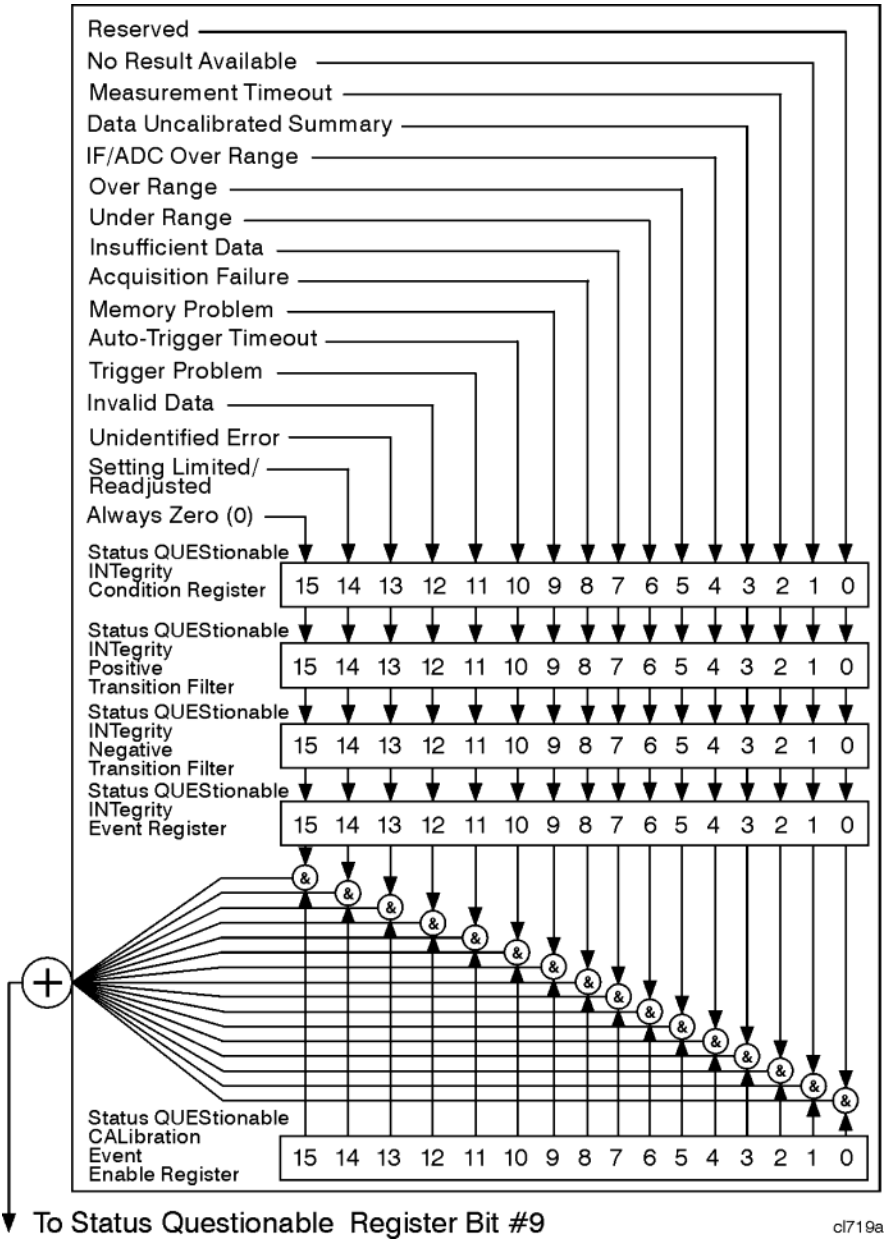 Reserved
No Result Available
Measurement Timeout
Data Uncalibrated Summary
IF/ADC Over Range
Over Range
Under Range
Insufficient Data
Acquisition Failure
Memory Problem
Auto-Trigger Timeout
Trigger Problem
Invalid Data
Unidentified Error
Setting Limited/
Readjusted
Always Zero (0)
Status QUEStionable
INTegrity
Condition Register
15 14 13 12 11 10 9 8 7 6 5 4 3 2 1 0
Status QUEStionable
INTegrity
Positive
Transition Filter
15 14 13 12 11 10 9 8 7 6 5 4 3 2 1 0
Status QUEStionable
INTegrity
Negative
Transition Filter
15 14 13 12 11 10 9 8 7 6 5 4 3 2 1 0
Status QUEStionable
INTegrity
Event Register
15 14 13 12 11 10 9 8 7 6 5 4 3 2 1 0
& & & & & & & & & & & & & & & &
+
Status QUEStionable
CALibration
Event
Enable Register
15 14 13 12 11 10 9 8 7 6 5 4 3 2 1 0
To Status Questionable Register Bit #9
cl719a